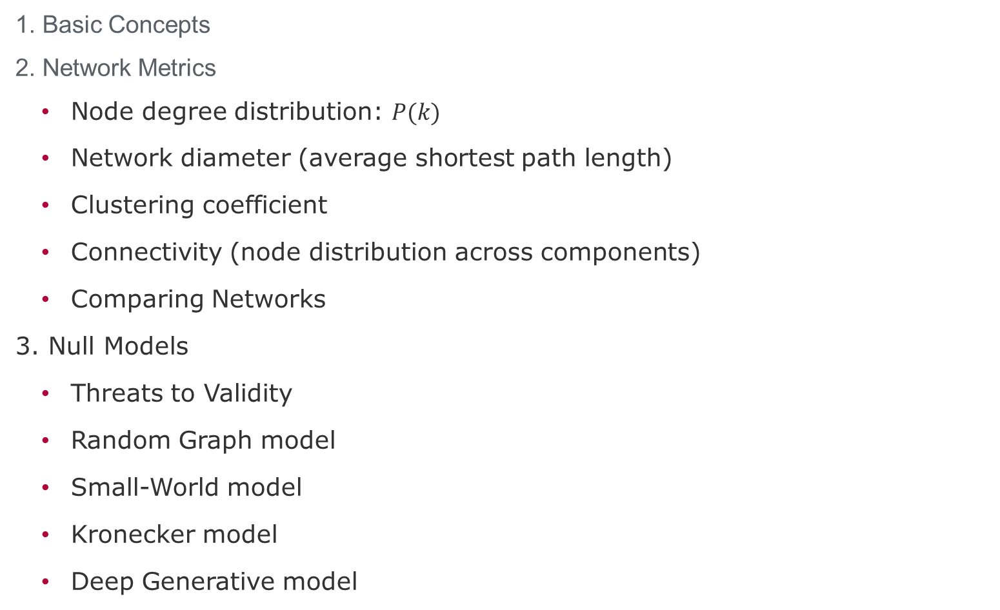 1. Basic Concepts
2. Network Metrics
• Node degree distribution: P(k)
• Network diameter (average shortest path length)
• Clustering coefficient
• Connectivity (node distribution across components)
• Comparing Networks
3. Null Models
• Threats to Validity
• Random Graph model
• Small-World model
• Kronecker model
• Deep Generative model